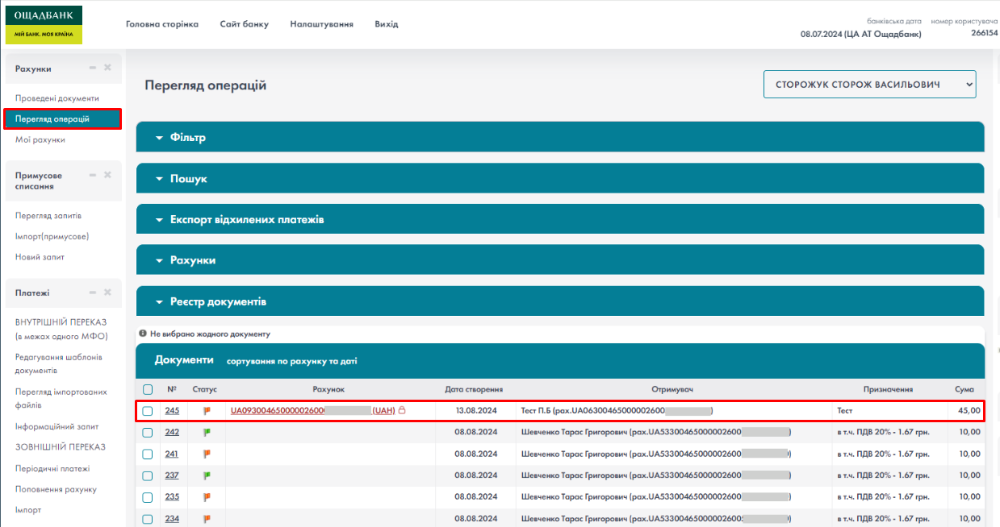 ОЩАДБАНК
МІЙ БАНК. МОЯ КРАЇНА
Головна сторінка Сайт банку Налаштування Вихід
банківська дата номер користувача
08.07.2024 (ЦА АТ Ощадбанк) 266154
Рахунки
Проведені документи
Перегляд операцій
Мої рахунки
Примусове
списання
Перегляд запитів
Імпорт(примусове)
Новий запит
Платежі
ВНУТРІШНІЙ ПЕРЕКАЗ
(в межах одного МФО)
Редагування шаблонів
документів
Перегляд імпортованих
файлів
Інформаційний запит
ЗОВНІШНІЙ ПЕРЕКАЗ
Періодичні платежі
Поповнення рахунку
Імпорт
Перегляд операцій
СТОРОЖУК СТОРОЖ ВАСИЛЬОВИЧ
Фільтр
Пошук
Експорт відхилених платежів
Рахунки
Реєстр документів
Не вибрано жодного документу
Документи сортування по рахунку та даті
№ Статус Рахунок Дата створення Отримувач Призначення Сума
245 UA09300465000002600 (UAH) 13.08.2024 Тест П.Б (рах.UA06300465000002600 ) Тест 45,00
242 08.08.2024 Шевченко Тарас Григорович (рах.UA53300465000002600 ) в т.ч. ПДВ 20% - 1.67 грн. 10,00
241 08.08.2024 Шевченко Тарас Григорович (рах.UA53300465000002600 ) в т.ч. ПДВ 20% - 1.67 грн. 10,00
237 08.08.2024 Шевченко Тарас Григорович (рах.UA53300465000002600 ) в т.ч. ПДВ 20% - 1.67 грн. 10,00
235 08.08.2024 Шевченко Тарас Григорович (рах.UA53300465000002600 ) в т.ч. ПДВ 20% - 1.67 грн. 10,00
234 08.08.2024 Шевченко Тарас Григорович (рах.UA53300465000002600 ) в т.ч. ПДВ 20% - 1.67 грн. 10,00